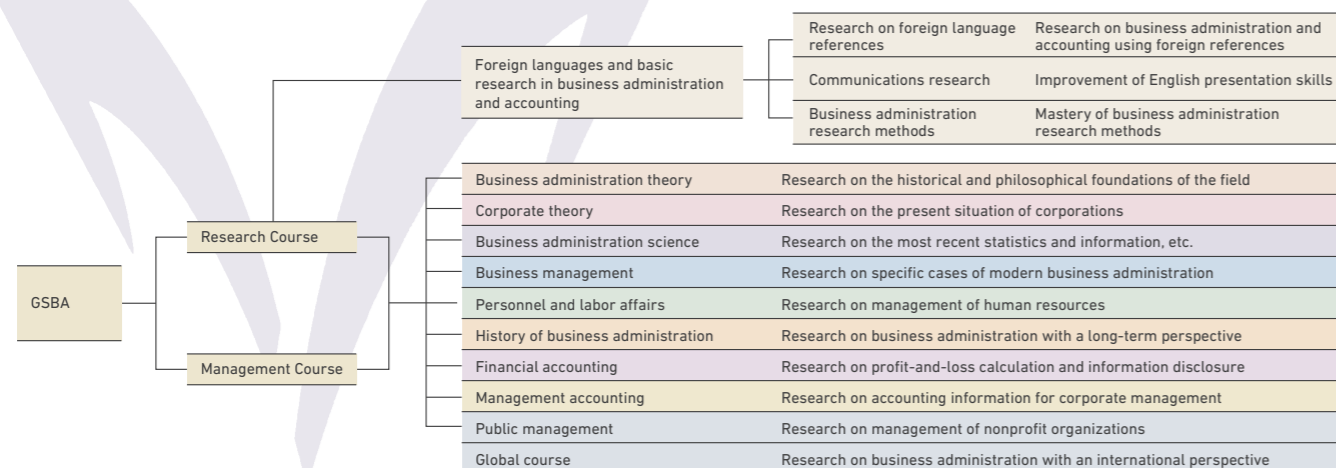 Foreign languages and basic
research in business administration
and accounting
Research on foreign language
references
Research on business administration and
accounting using foreign references
Communications research
Improvement of English presentation skills
Business administration
research methods
Mastery of business administration
research methods
GSBA
Research Course
Management Course
Business administration theory
Research on the historical and philosophical foundations of the field
Corporate theory
Research on the present situation of corporations
Business administration science
Research on the most recent statistics and information, etc.
Business management
Research on specific cases of modern business administration
Personnel and labor affairs
Research on management of human resources
History of business administration
Research on business administration with a long-term perspective
Financial accounting
Research on profit-and-loss calculation and information disclosure
Management accounting
Research on accounting information for corporate management
Public management
Research on management of nonprofit organizations
Global course
Research on business administration with an international perspective